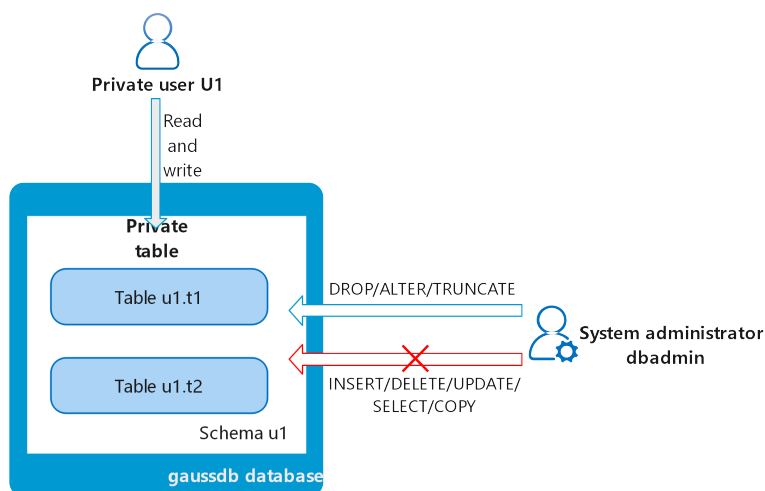 Private user U1
Read
and
write
Private
table
Table u1.t1
DROP/ALTER/TRUNCATE
System administrator
dbadmin
Table u1.t2
INSERT/DELETE/UPDATE/
SELECT/COPY
Schema u1
gaussdb database